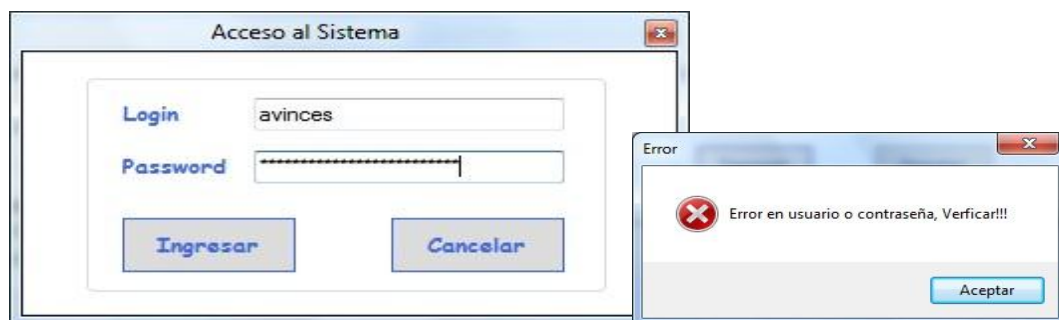 Acceso al Sistema
Login
avinces
Password
Ingresar
Cancelar
Error
Error en usuario o contraseña, Verficar!!!
Aceptar